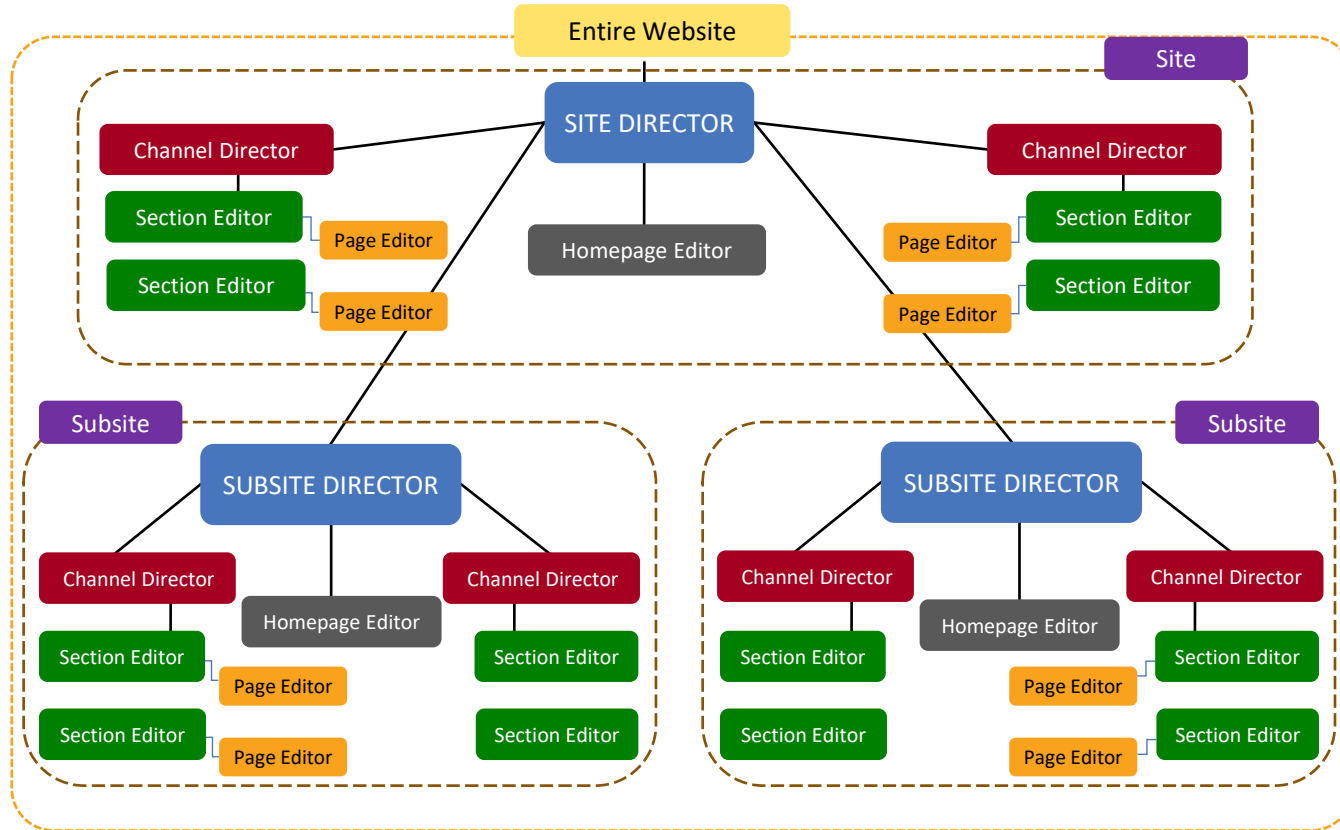 Entire Website
Site
SITE DIRECTOR
Channel Director
Channel Director
Section Editor
Section Editor
Page Editor
Page Editor
Homepage Editor
Section Editor
Section Editor
Page Editor
Page Editor
Subsite
SUBSITE DIRECTOR
Channel Director
Channel Director
Homepage Editor
Section Editor
Section Editor
Page Editor
Section Editor
Section Editor
Page Editor
Subsite
SUBSITE DIRECTOR
Channel Director
Channel Director
Homepage Editor
Section Editor
Section Editor
Page Editor
Section Editor
Section Editor
Page Editor